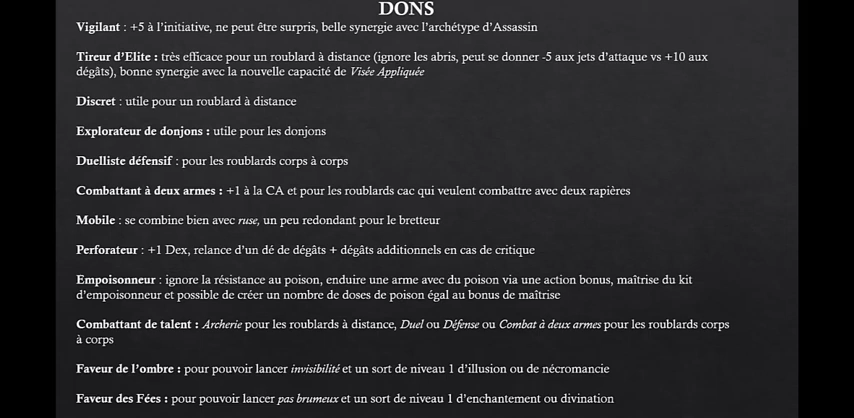 DONS
Vigilant : +5 à l’initiative, ne peut être surpris, belle synergie avec l’archétype d’Assassin
Tireur d’Elite : très efficace pour un roublard à distance (ignore les abris, peut se donner -5 aux jets d’attaque vs +10 aux
dégâts), bonne synergie avec la nouvelle capacité de Visée Appliquée
Discret : utile pour un roublard à distance
Explorateur de donjons : utile pour les donjons
Duelliste défensif : pour les roublards corps à corps
Combattant à deux armes : +1 à la CA et pour les roublards cac qui veulent combattre avec deux rapières
Mobile : se combine bien avec ruse, un peu redondant pour le bretteur
Perforateur : +1 Dex, relance d’un dé de dégâts + dégâts additionnels en cas de critique
Empoisonneur : ignore la résistance au poison, enduire une arme avec du poison via une action bonus, maîtrise du kit
d’empoisonneur et possible de créer un nombre de doses de poison égal au bonus de maîtrise
Combattant de talent : Archerie pour les roublards à distance, Duel ou Défense ou Combat à deux armes pour les roublards corps
à corps
Faveur de l’ombre : pour pouvoir lancer invisibilité et un sort de niveau 1 d’illusion ou de nécromancie
Faveur des Fées : pour pouvoir lancer pas brumeux et un sort de niveau 1 d’enchantement ou divination